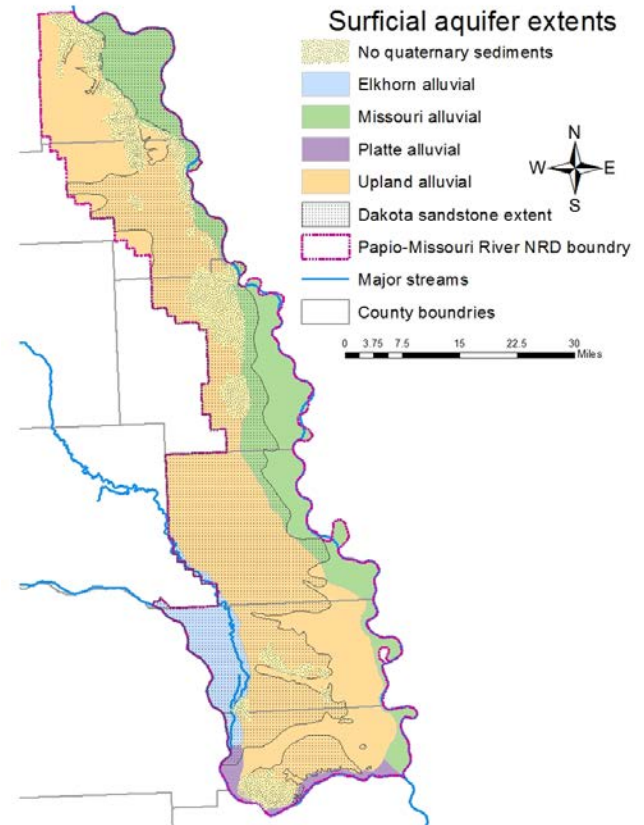 Surficial aquifer extents
No quaternary sediments
Elkhorn alluvial
Missouri alluvial
Platte alluvial
Upland alluvial
Dakota sandstone extent
Papio-Missouri River NRD boundry
Major streams
County boundries
N
W E
S
0 3.75 7.5 15 22.5 30
Miles